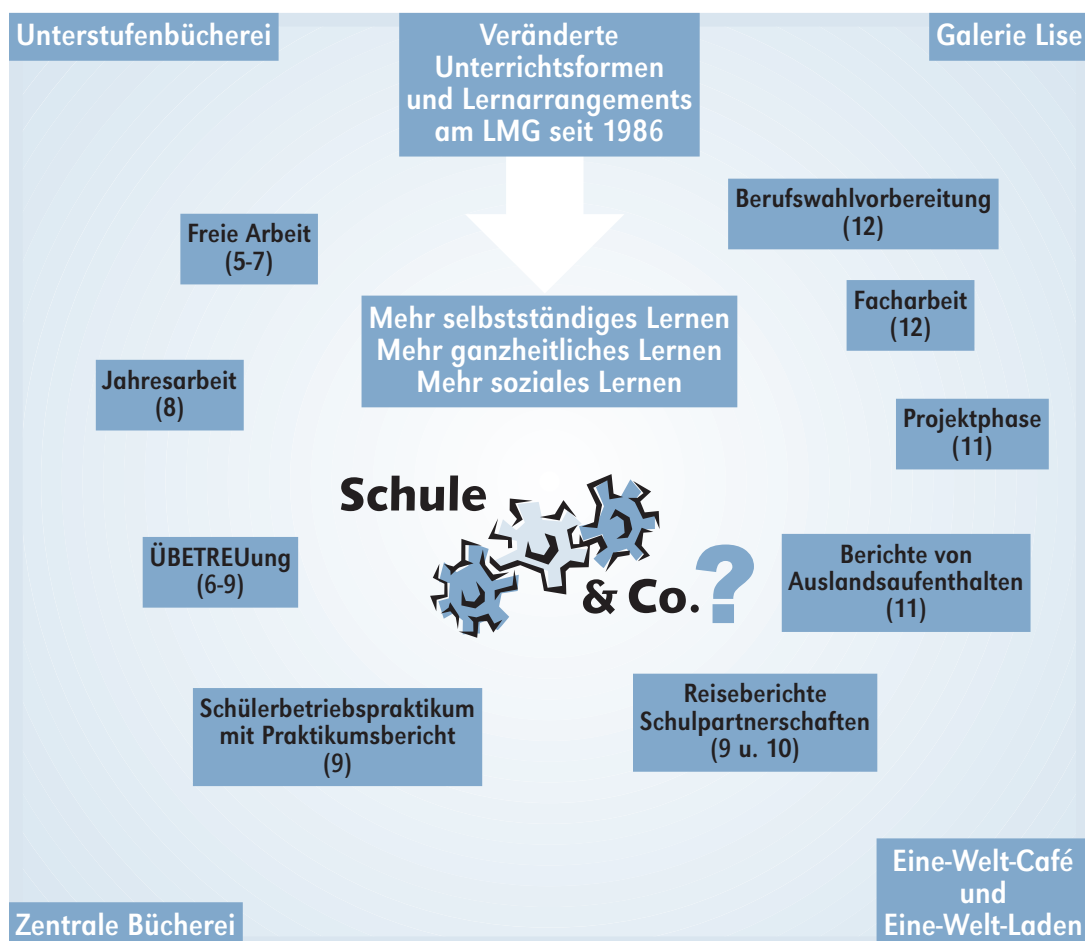 Unterstufenbücherei
Veränderte
Unterrichtsformen
und Lernarrangements
am LMG seit 1986
Galerie Lise
Berufswahlvorbereitung
(12)
Freie Arbeit
(5-7)
Facharbeit
(12)
Mehr selbstständiges Lernen
Mehr ganzheitliches Lernen
Mehr soziales Lernen
Jahresarbeit
(8)
Projektphase
(11)
Schule
& Co.?
ÜBETREUung
(6-9)
Berichte von
Auslandsaufenthalten
(11)
Schülerbetriebspraktikum
mit Praktikumsbericht
(9)
Reiseberichte
Schulpartnerschaften
(9 u. 10)
Zentrale Bücherei
Eine-Welt-Café
und
Eine-Welt-Laden